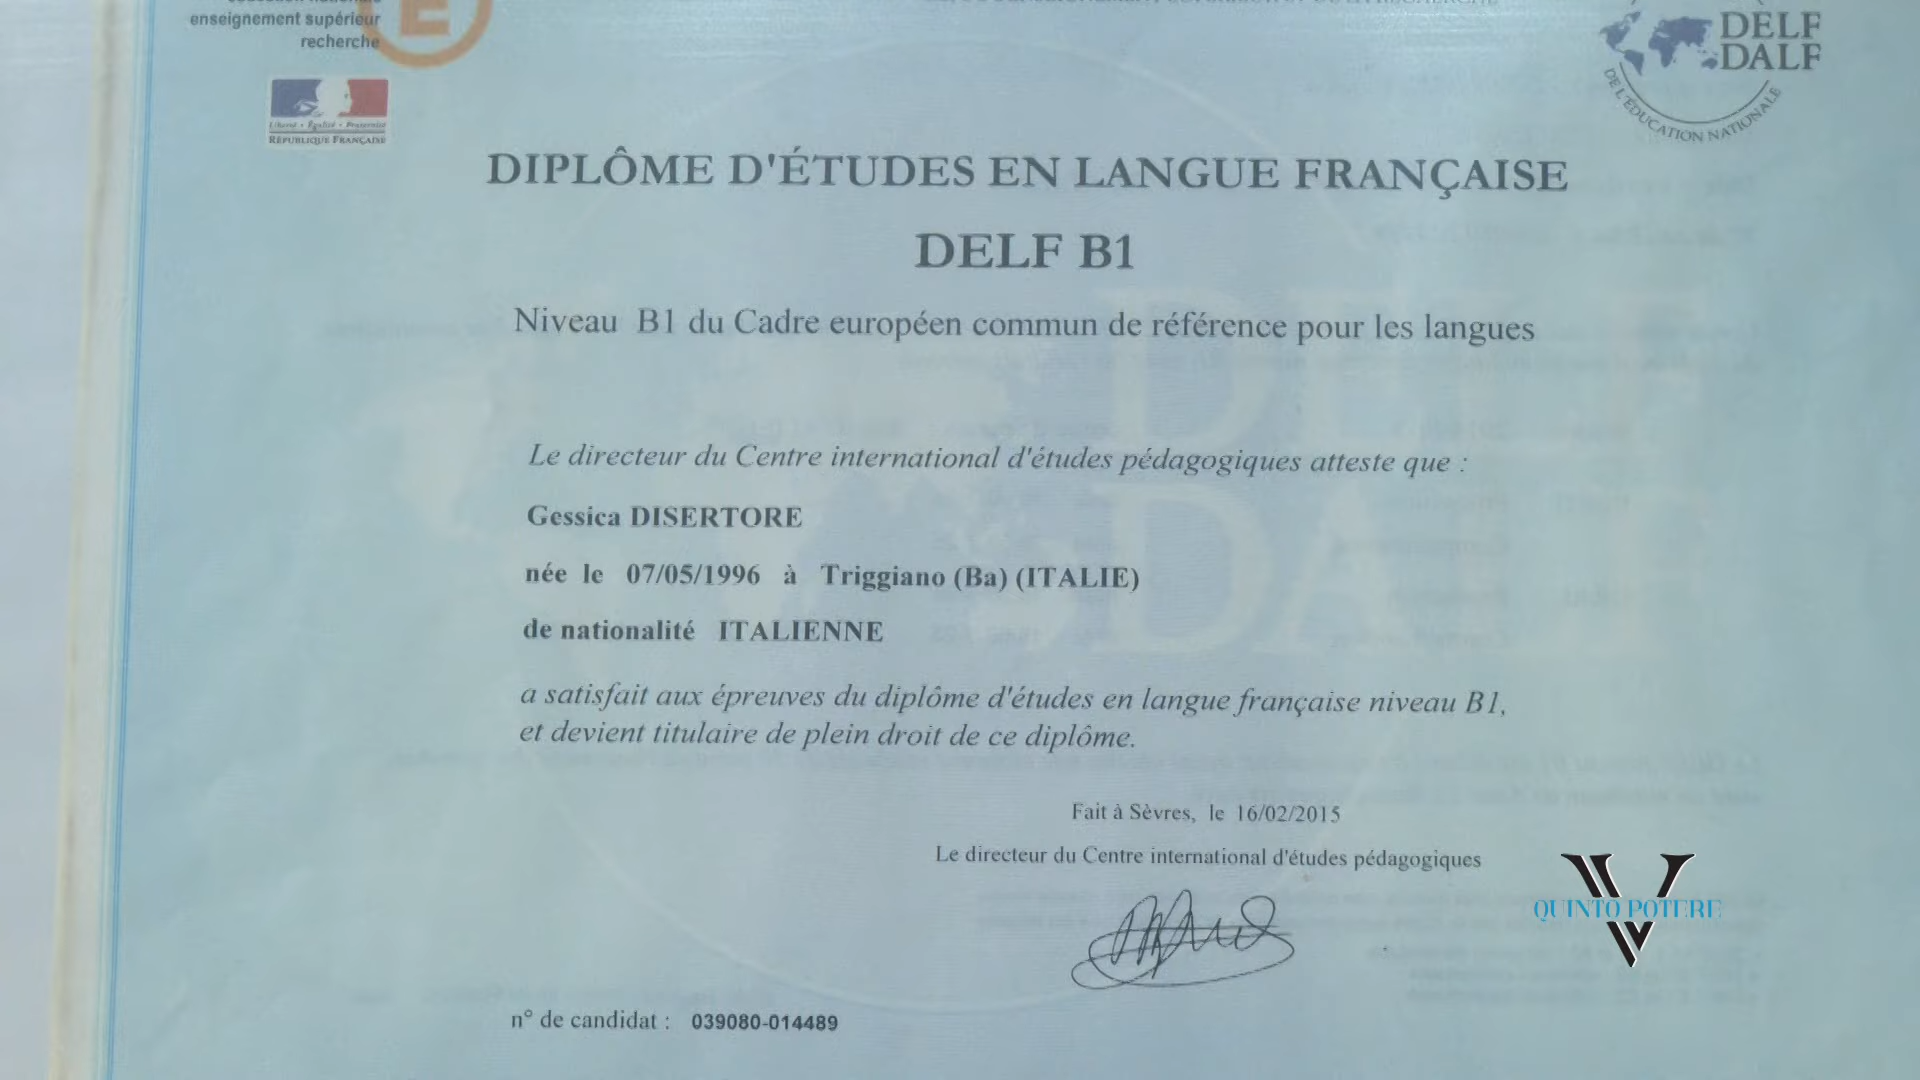 enseignement supérieur
recherche
Liberté • Égalité • Fraternité
RÉPUBLIQUE FRANÇAISE
DELF
DALF
DE L'ÉDUCATION NATIONALE
DIPLÔME D'ÉTUDES EN LANGUE FRANÇAISE
DELF B1
Niveau B1 du Cadre européen commun de référence pour les langues
Le directeur du Centre international d'études pédagogiques atteste que :
Gessica DISERTORE
née le 07/05/1996 à Triggiano (Ba) (ITALIE)
de nationalité ITALIENNE
a satisfait aux épreuves du diplôme d'études en langue française niveau B1,
et devient titulaire de plein droit de ce diplôme.
Fait à Sèvres, le 16/02/2015
Le directeur du Centre international d'études pédagogiques
QUINTO POTERE
n° de candidat : 039080-014489